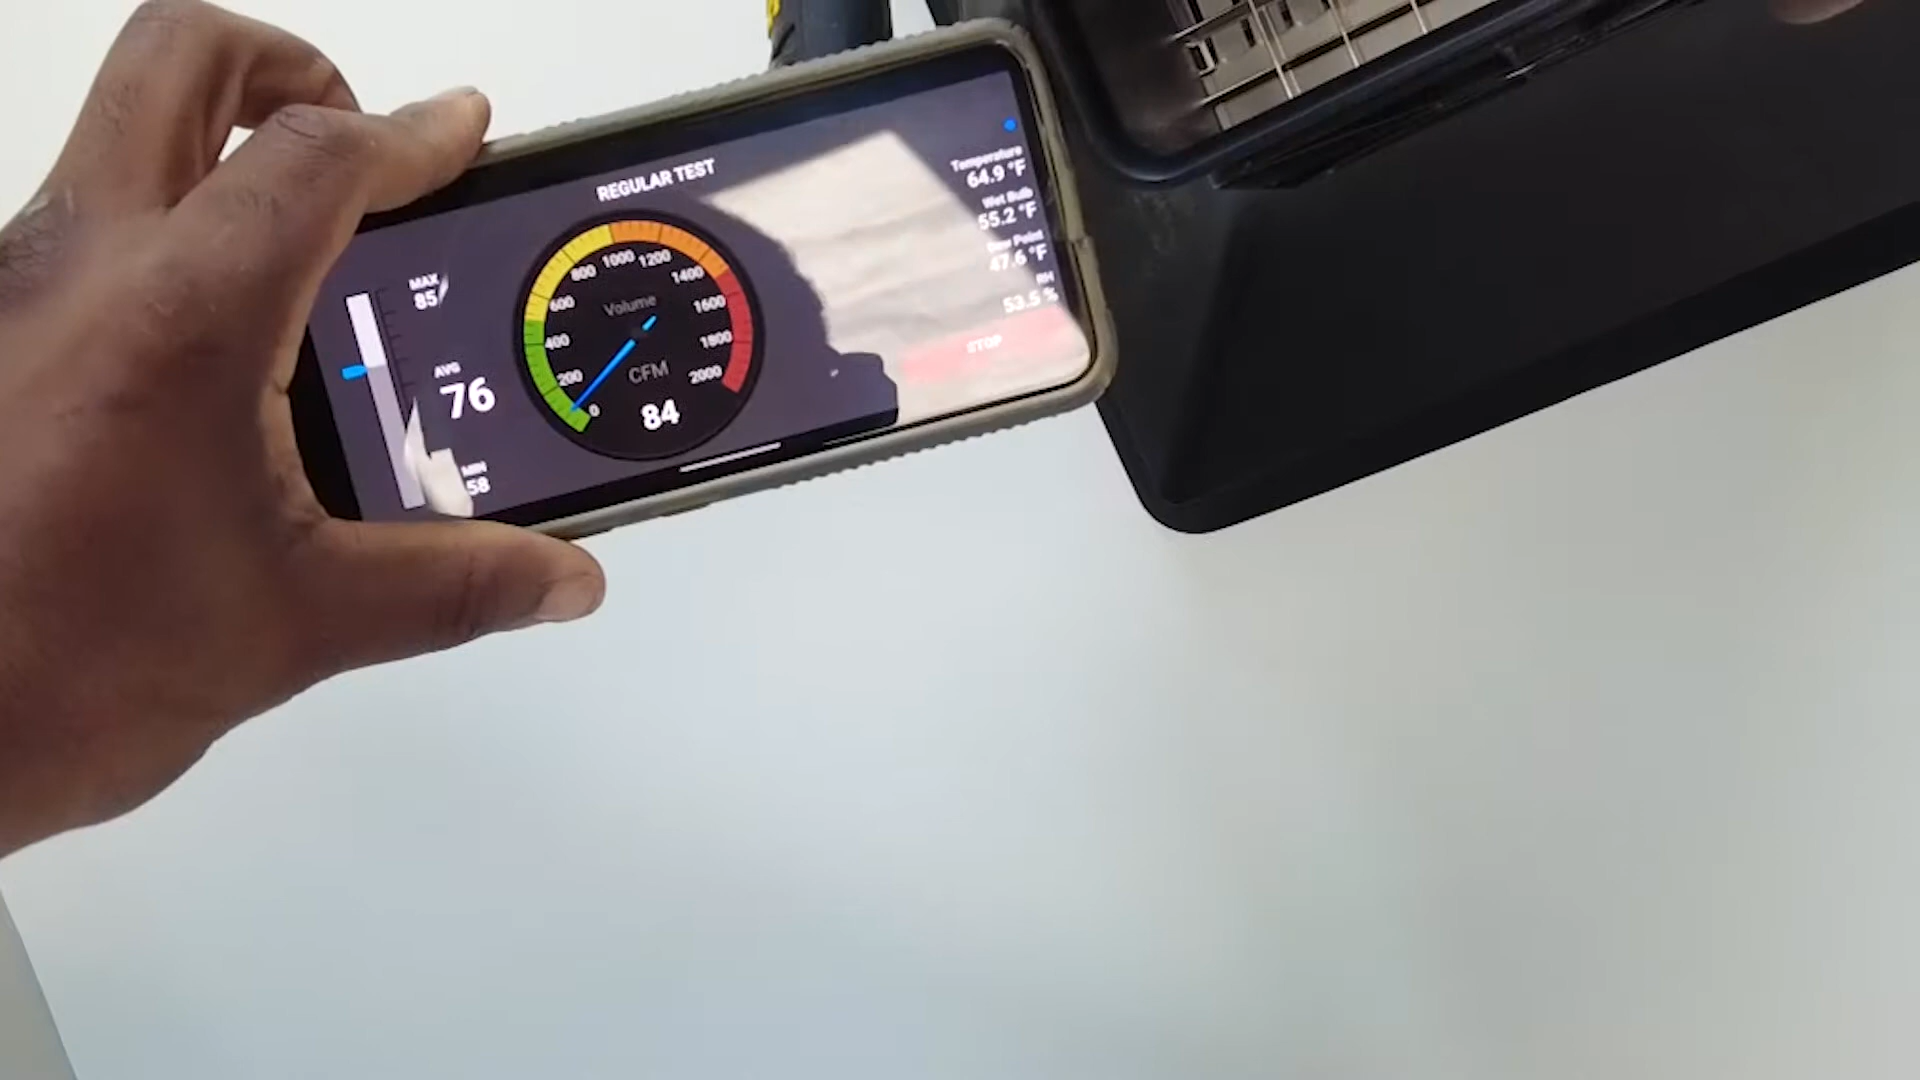 REGULAR TEST
MAX
85
AVG
76
MIN
58
Volume
CFM
0
200
400
600
800
1000
1200
1400
1600
1800
2000
84
Temperature
64.9 °F
Wet Bulb
55.2 °F
Dew Point
47.6 °F
RH
53.5 %
STOP